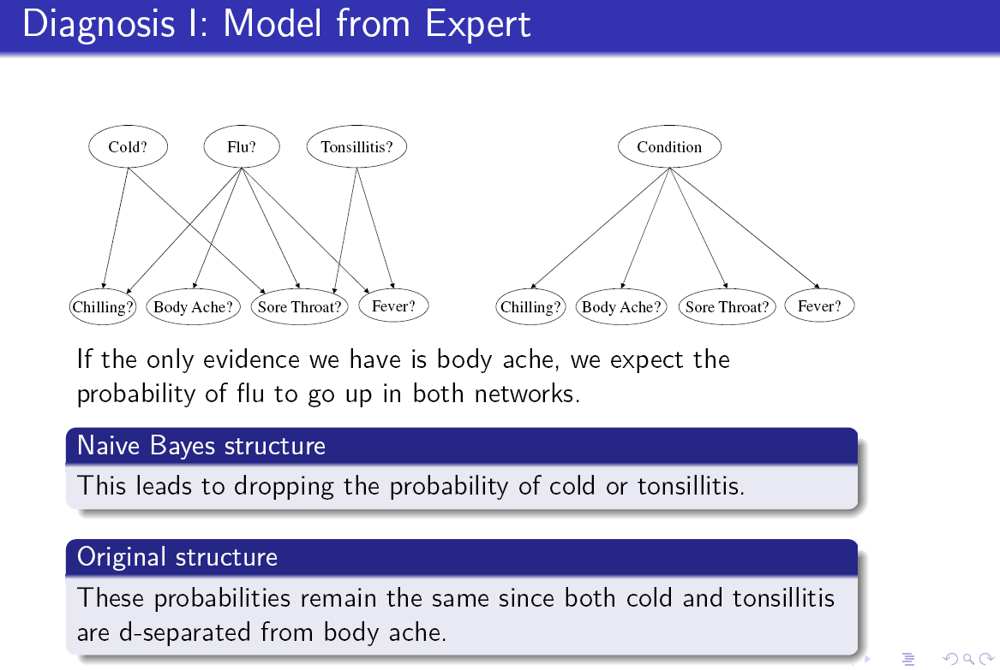 Diagnosis I: Model from Expert
Cold? Flu? Tonsillitis? Condition
Chilling? Body Ache? Sore Throat? Fever? Chilling? Body Ache? Sore Throat? Fever?
If the only evidence we have is body ache, we expect the
probability of flu to go up in both networks.
Naive Bayes structure
This leads to dropping the probability of cold or tonsillitis.
Original structure
These probabilities remain the same since both cold and tonsillitis
are d-separated from body ache.